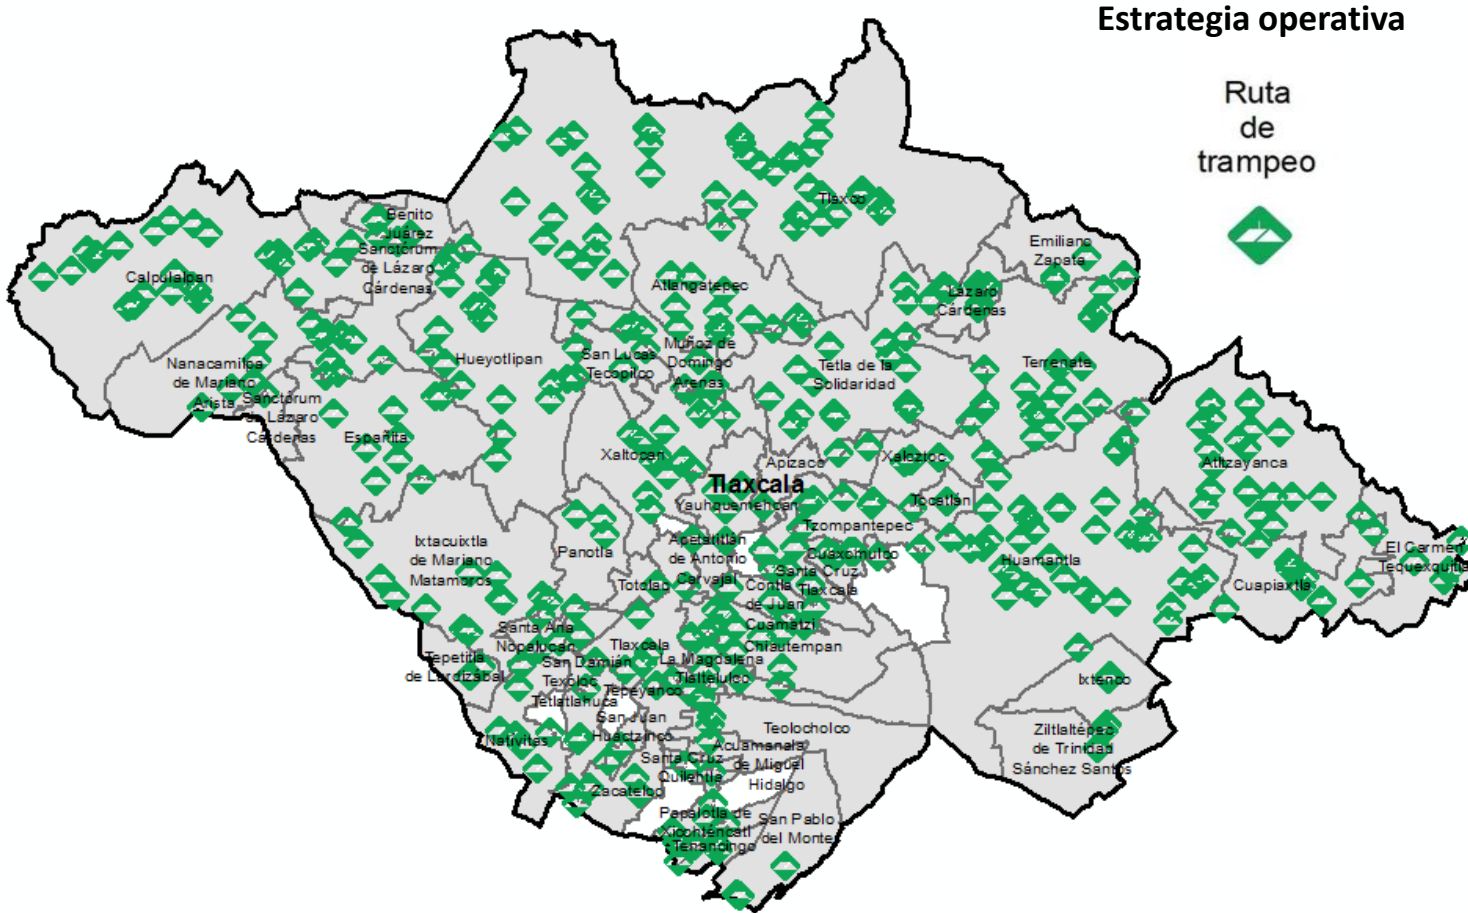 Estrategia operativa
Ruta
de
trampeo
Benito
Juárez
Sanctórum
de Lázaro
Cárdenas
Calpulalpan
Tlaxco
Emiliano
Zapata
Lázaro
Cárdenas
Atlangatepec
Nanacamilpa
de Mariano
Arista
Sanctórum
de Lázaro
Cárdenas
Hueyotlipan
San Lucas
Tecopilco
Muñoz de
Domingo
Arenas
Tetla de la
Solidaridad
Terrenate
Españita
Xaltocan
Apizaco
Xaloztoc
Atltzayanca
Tlaxcala
Yauhquemehcan
Tocatlán
Tzompantepec
Ixtacuixtla
de Mariano
Matamoros
Panotla
Apetatitlán
de Antonio
Carvajal
Cuaxomulco
Santa Cruz
Tlaxcala
Huamantla
El Carmen
Tequexquitla
Cuapiaxtla
Totolac
Contla
de Juan
Cuamatzi
Santa Ana
Nopalucan
Tlaxcala
Chiautempan
La Magdalena
Tlaltelulco
Tepetitla
de Lardizábal
San Damián
Texóloc
Tepeyanco
Tetlatlahuca
Ixtenco
San Juan
Huactzinco
Teolocholco
Nativitas
Acuamanala
de Miguel
Hidalgo
Santa Cruz
Quilehtla
Ziltlaltépec
de Trinidad
Sánchez Santos
Zacatelco
Papalotla de
Xicohténcatl
Tenancingo
San Pablo
del Monte